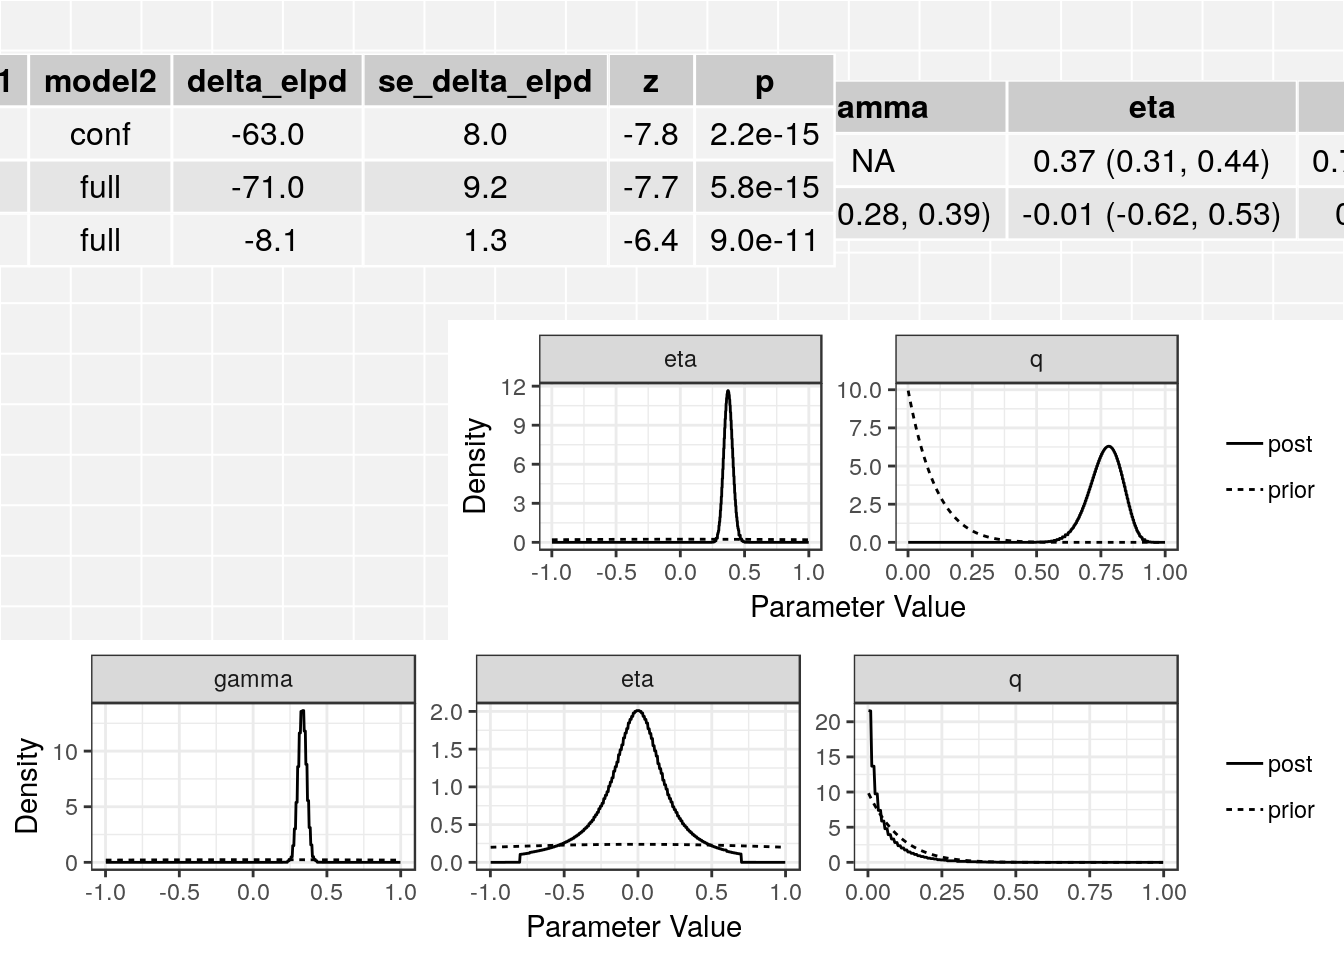 1 model2 delta_elpd se_delta_elpd z p
conf -63.0 8.0 -7.8 2.2e-15
full -71.0 9.2 -7.7 5.8e-15
full -8.1 1.3 -6.4 9.0e-11
amma eta
NA 0.37 (0.31, 0.44) 0.
0.28, 0.39) -0.01 (-0.62, 0.53) 0
eta q
12 9 6 3 0
10.0 7.5 5.0 2.5 0.0
Density
-1.0 -0.5 0.0 0.5 1.0
0.00 0.25 0.50 0.75 1.00
Parameter Value
post
prior
gamma eta q
10 5 0
2.0 1.5 1.0 0.5 0.0
20 15 10 5 0
Density
-1.0 -0.5 0.0 0.5 1.0
-1.0 -0.5 0.0 0.5 1.0
0.00 0.25 0.50 0.75 1.00
Parameter Value
post
prior